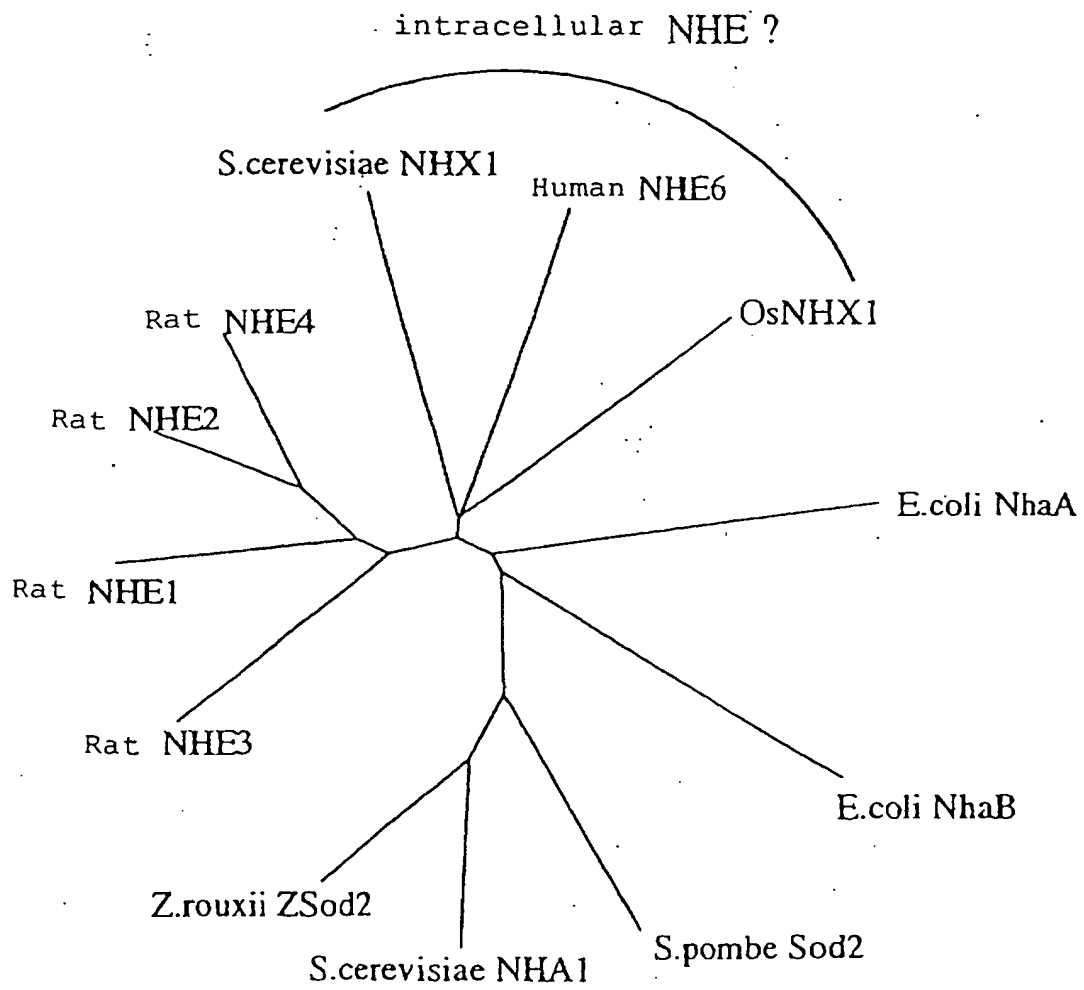 intracellular NHE ?
S.cerevisiae NHX1
Human NHE6
OsNHX1
Rat NHE4
Rat NHE2
E.coli NhaA
Rat NHE1
Rat NHE3
E.coli NhaB
Z.rouxii ZSod2
S.pombe Sod2
S.cerevisiae NHA1